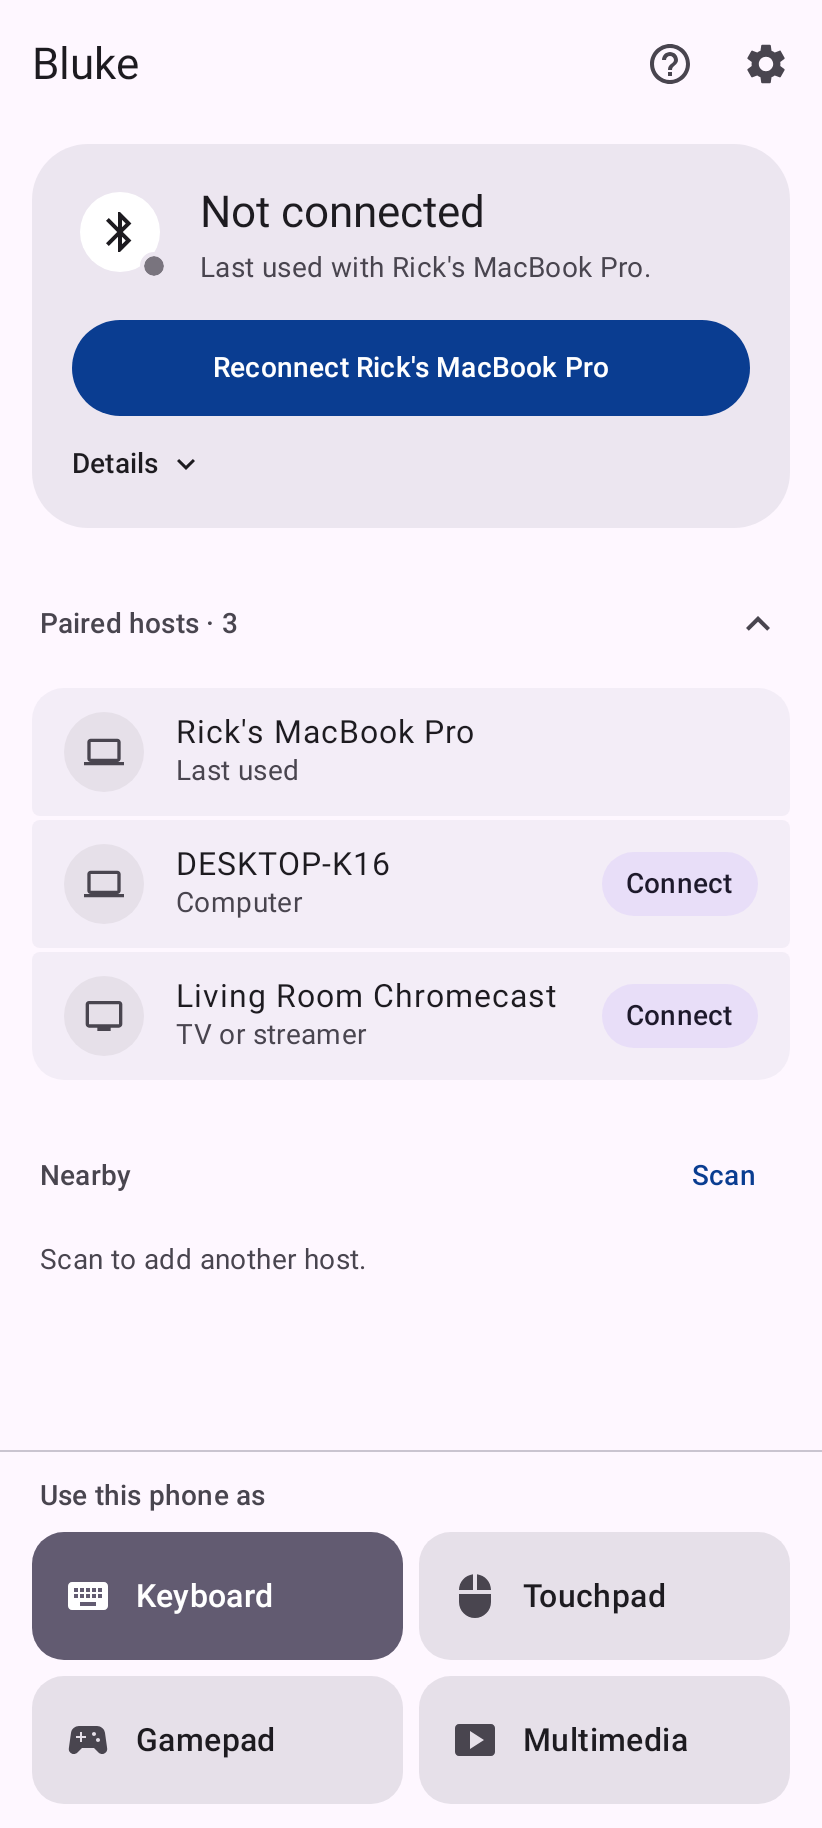 Bluke
Not connected
Last used with Rick's MacBook Pro.
Reconnect Rick's MacBook Pro
Details
Paired hosts · 3
Rick's MacBook Pro
Last used
DESKTOP-K16
Computer
Connect
Living Room Chromecast
TV or streamer
Connect
Nearby
Scan
Scan to add another host.
Use this phone as
Keyboard
Touchpad
Gamepad
Multimedia